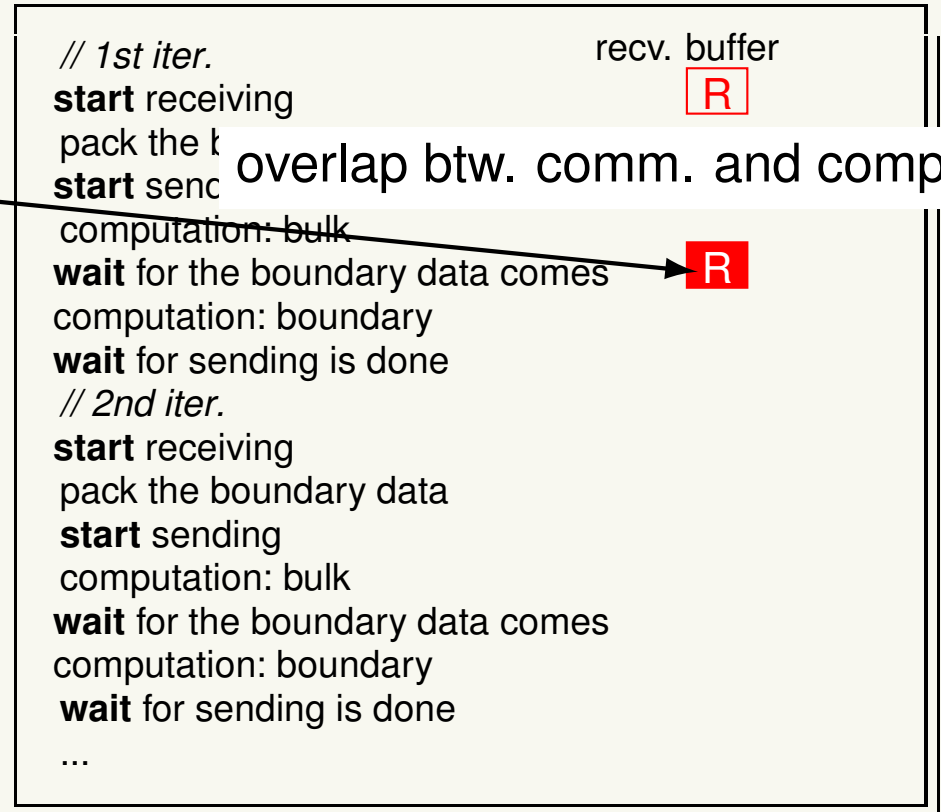 // 1st iter.
recv. buffer
start receiving
R
pack the
overlap btw. comm. and comp
start send
computation: bulk
wait for the boundary data comes
R
computation: boundary
wait for sending is done
// 2nd iter.
start receiving
pack the boundary data
start sending
computation: bulk
wait for the boundary data comes
computation: boundary
wait for sending is done
...